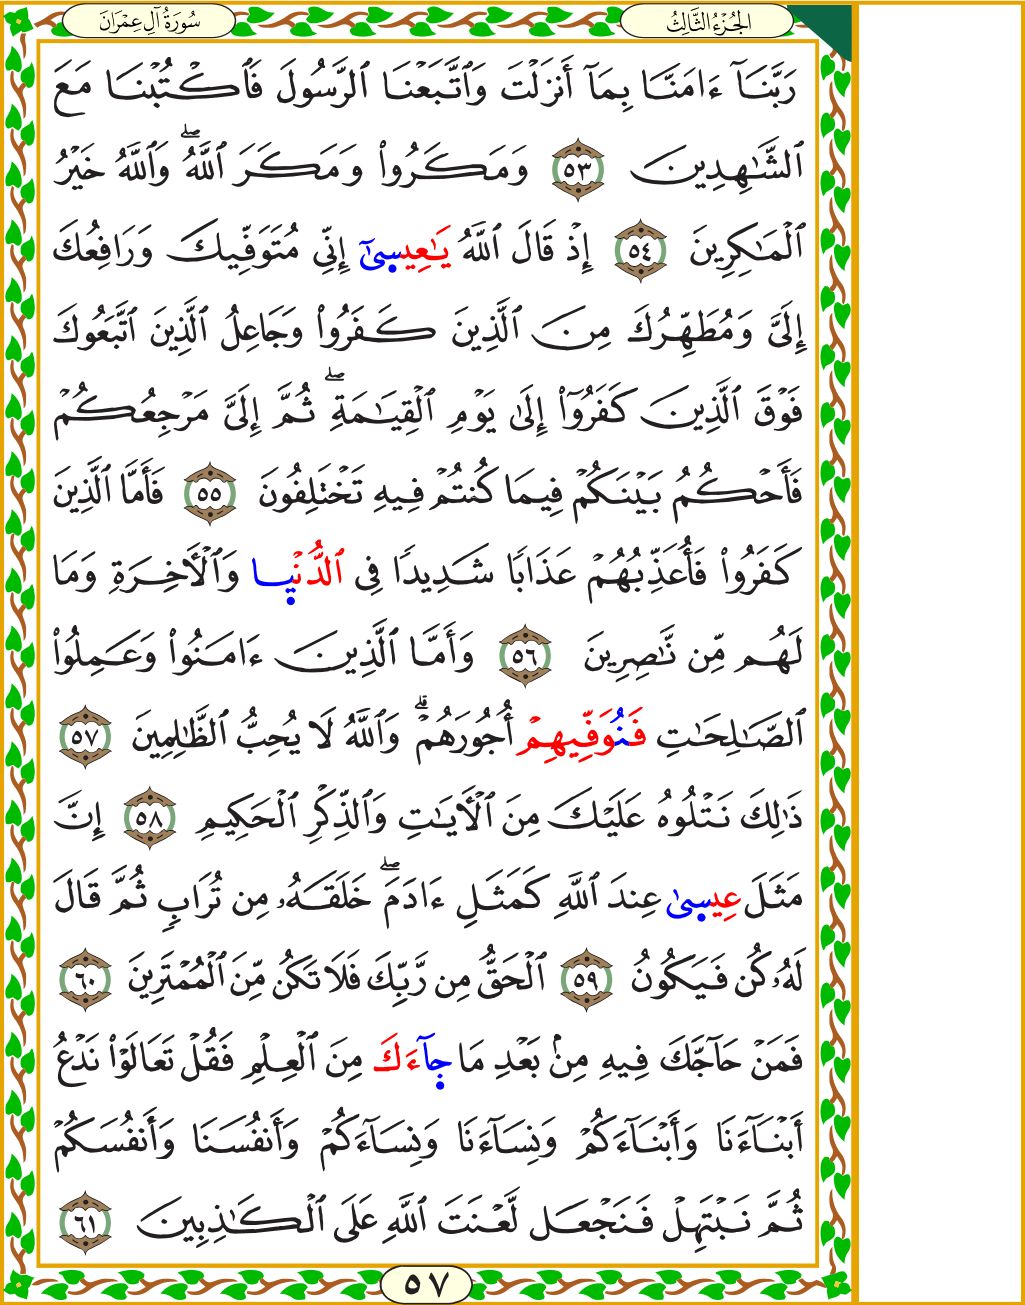 الجُزْءُ الثَّالِثُ
سُورَةُ آلِ عِمْرَانَ
رَبَّنَآ ءَامَنَّا بِمَآ أَنزَلْتَ وَٱتَّبَعْنَا ٱلرَّسُولَ فَٱكْتُبْنَا مَعَ
ٱلشَّٰهِدِينَ ٥٣ وَمَكَرُوا۟ وَمَكَرَ ٱللَّهُ ۖ وَٱللَّهُ خَيْرُ
ٱلْمَٰكِرِينَ ٥٤ إِذْ قَالَ ٱللَّهُ يَٰعِيسىٰٓ إِنِّى مُتَوَفِّيكَ وَرَافِعُكَ
إِلَىَّ وَمُطَهِّرُكَ مِنَ ٱلَّذِينَ كَفَرُوا۟ وَجَاعِلُ ٱلَّذِينَ ٱتَّبَعُوكَ
فَوْقَ ٱلَّذِينَ كَفَرُوٓا۟ إِلَىٰ يَوْمِ ٱلْقِيَٰمَةِ ۖ ثُمَّ إِلَىَّ مَرْجِعُكُمْ
فَأَحْكُمُ بَيْنَكُمْ فِيمَا كُنتُمْ فِيهِ تَخْتَلِفُونَ ٥٥ فَأَمَّا ٱلَّذِينَ
كَفَرُوا۟ فَأُعَذِّبُهُمْ عَذَابًا شَدِيدًا فِى ٱلدُّنْيا وَٱلْأَخِرَةِ وَمَا
لَهُم مِّن نَّٰصِرِينَ ٥٦ وَأَمَّا ٱلَّذِينَ ءَامَنُوا۟ وَعَمِلُوا۟
ٱلصَّٰلِحَٰتِ فَنُوَفِّيهِمْ أُجُورَهُمْ ۗ وَٱللَّهُ لَا يُحِبُّ ٱلظَّٰلِمِينَ ٥٧
ذَٰلِكَ نَتْلُوهُ عَلَيْكَ مِنَ ٱلْأَيَٰتِ وَٱلذِّكْرِ ٱلْحَكِيمِ ٥٨ إِنَّ
مَثَلَ عِيسىٰ عِندَ ٱللَّهِ كَمَثَلِ ءَادَمَ ۖ خَلَقَهُۥ مِن تُرَابٍ ثُمَّ قَالَ
لَهُۥ كُن فَيَكُونُ ٥٩ ٱلْحَقُّ مِن رَّبِّكَ فَلَا تَكُن مِّنَ ٱلْمُمْتَرِينَ ٦٠
فَمَنْ حَآجَّكَ فِيهِ مِنۢ بَعْدِ مَا جآءَكَ مِنَ ٱلْعِلْمِ فَقُلْ تَعَالَوْا۟ نَدْعُ
أَبْنَآءَنَا وَأَبْنَآءَكُمْ وَنِسَآءَنَا وَنِسَآءَكُمْ وَأَنفُسَنَا وَأَنفُسَكُمْ
ثُمَّ نَبْتَهِلْ فَنَجْعَل لَّعْنَتَ ٱللَّهِ عَلَى ٱلْكَٰذِبِينَ ٦١
٥٧